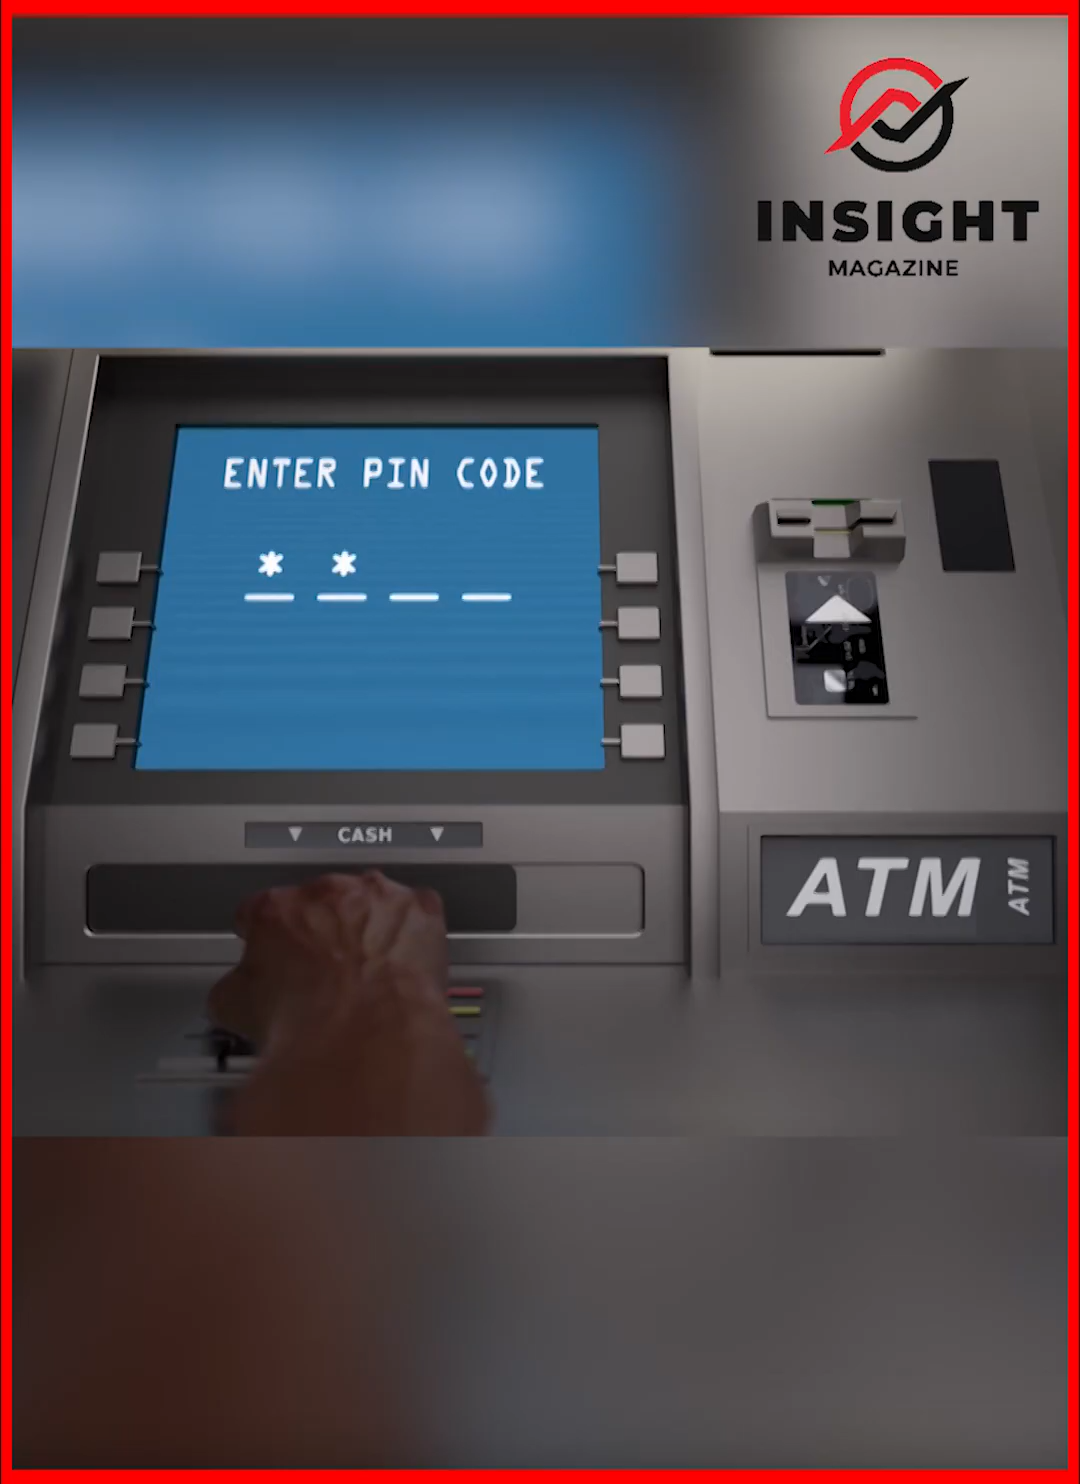 INSIGHT
MAGAZINE
ENTER PIN CODE
* *
CASH
ATM
ATM